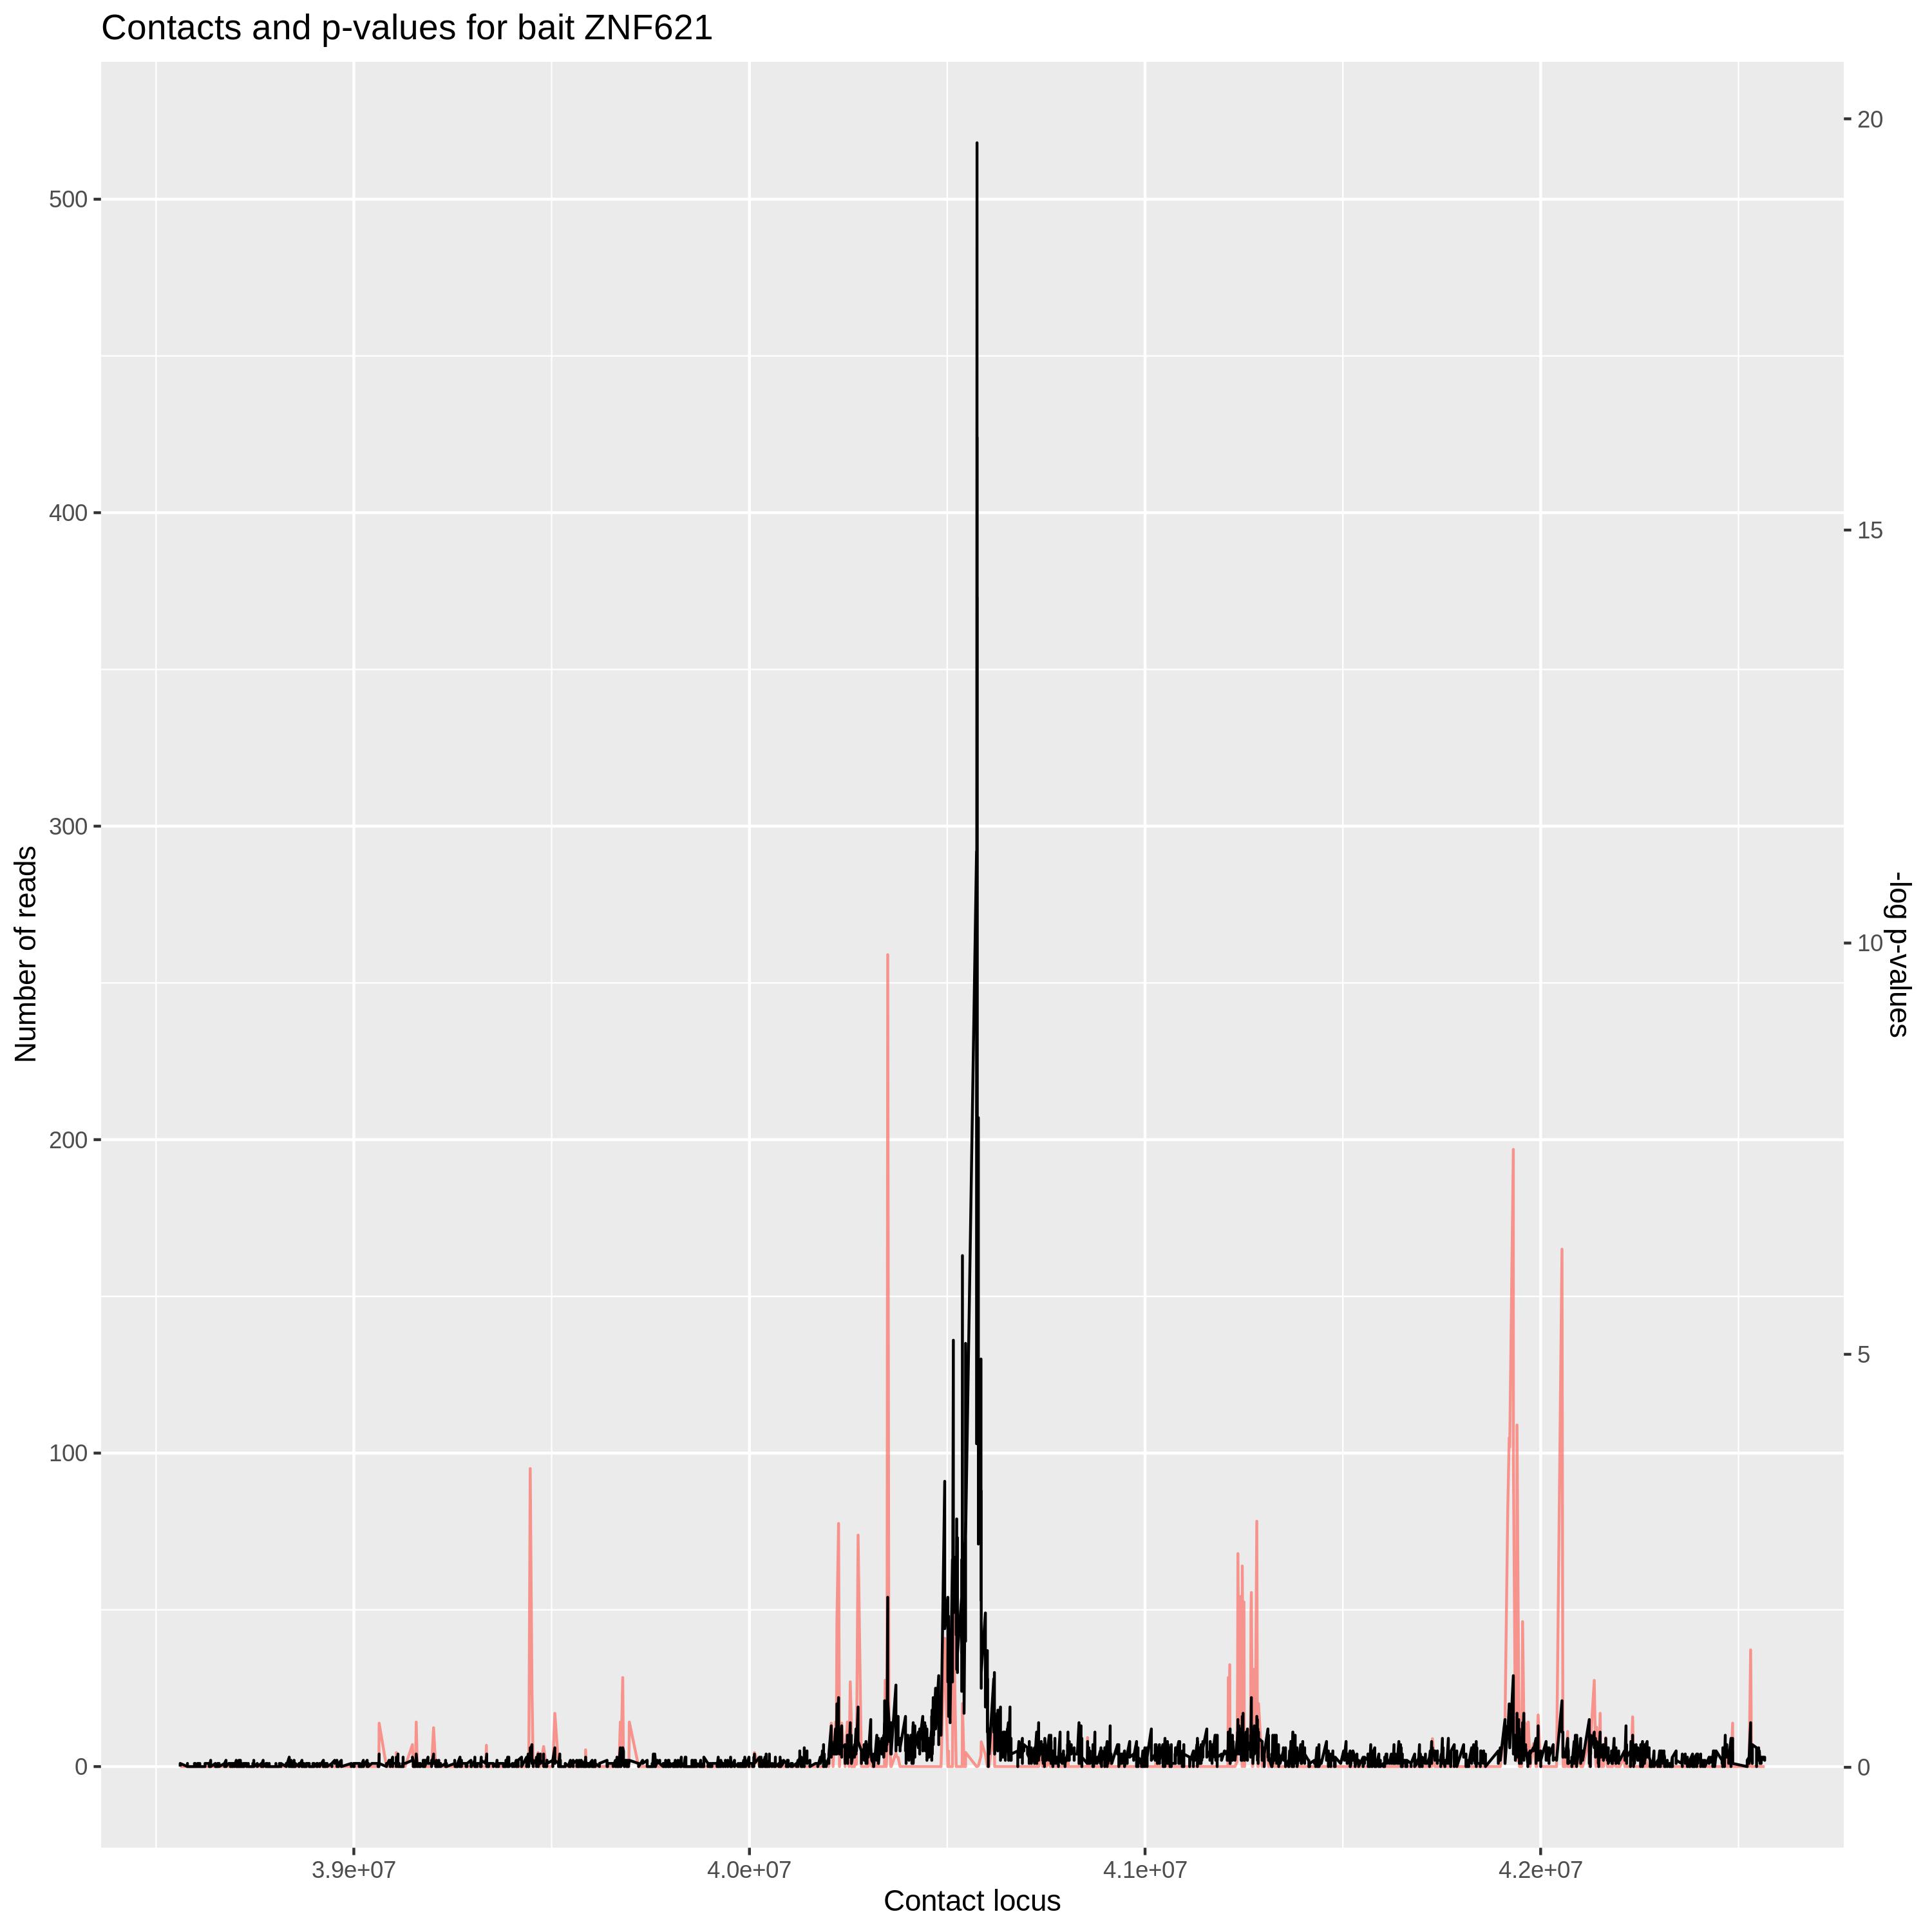 Contacts and p-values for bait ZNF621
500
400
300
200
100
0
Number of reads
20
15
10
5
0
-log p-values
3.9e+07 4.0e+07 4.1e+07 4.2e+07
Contact locus